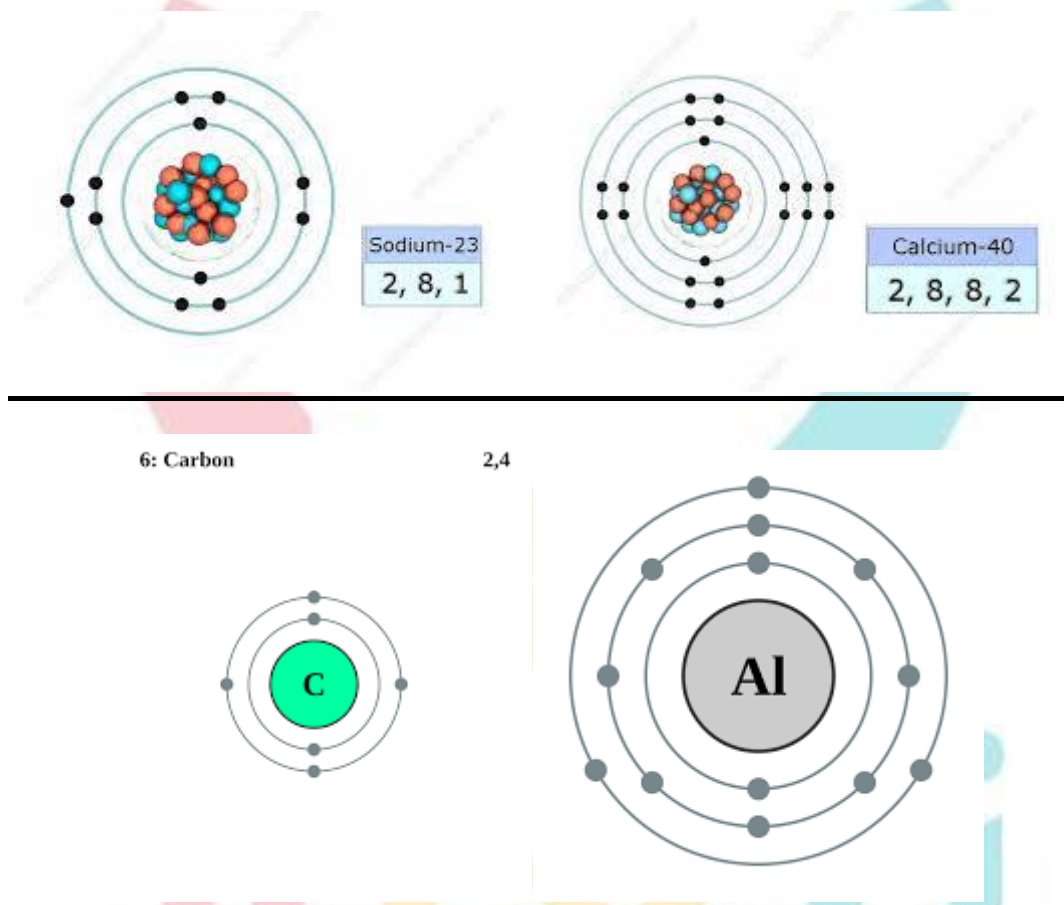 Sodium-23
2, 8, 1
Calcium-40
2, 8, 8, 2
6: Carbon
2,4
C
Al